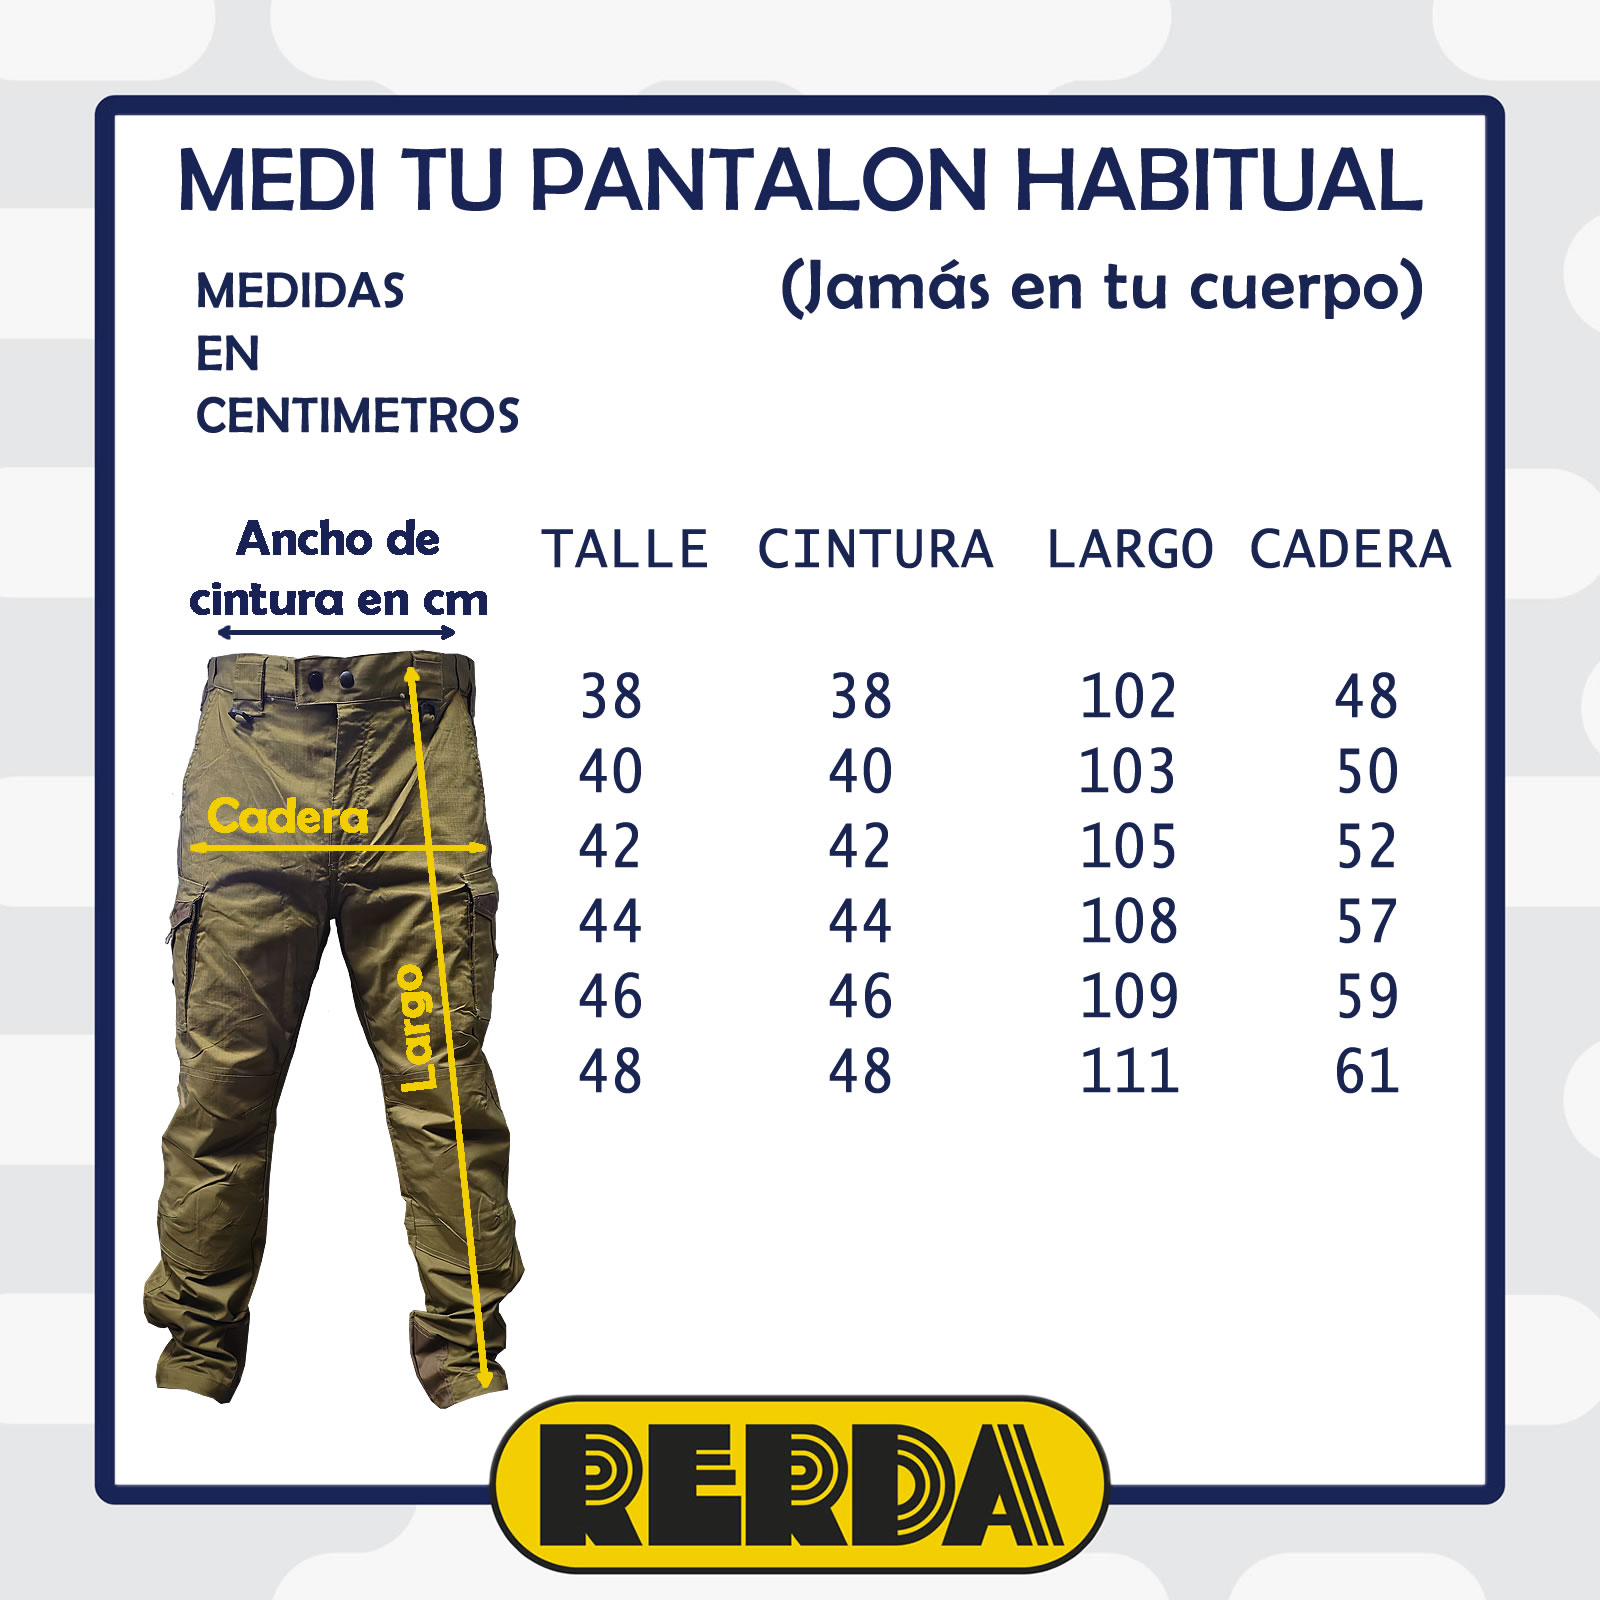 MEDI TU PANTALON HABITUAL
(Jamás en tu cuerpo)
MEDIDAS
EN
CENTIMETROS
Ancho de
cintura en cm
Cadera
Largo
TALLE CINTURA LARGO CADERA
38 38 102 48
40 40 103 50
42 42 105 52
44 44 108 57
46 46 109 59
48 48 111 61
RERDA